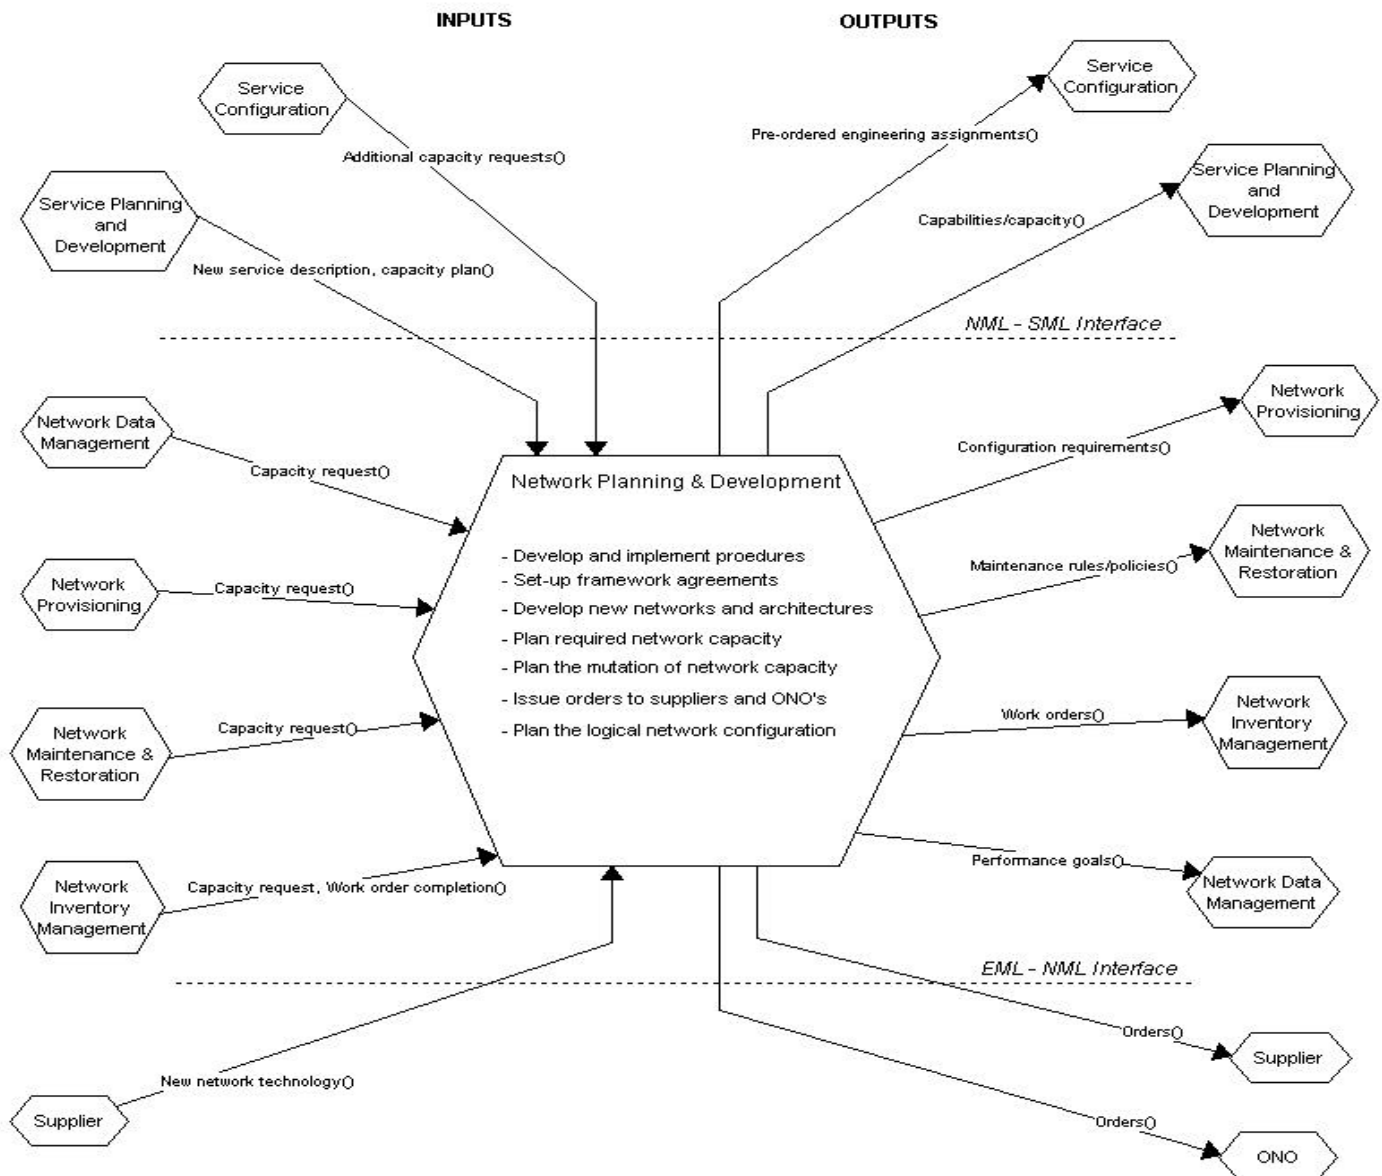 INPUTS
OUTPUTS
Service
Configuration
Service
Configuration
Additional capacity requests()
Pre-ordered engineering assignments()
Service Planning
and
Development
Service Planning
and
Development
New service description, capacity plan()
Capabilities/capacity()
NML - SML Interface
Network Data
Management
Capacity request()
Network
Provisioning
Configuration requirements()
Network Planning & Development
- Develop and implement proedures
- Set-up framework agreements
- Develop new networks and architectures
- Plan required network capacity
- Plan the mutation of network capacity
- Issue orders to suppliers and ONO's
- Plan the logical network configuration
Network
Provisioning
Capacity request()
Network
Maintenance &
Restoration
Maintenance rules/policies()
Network
Maintenance &
Restoration
Capacity request()
Network
Inventory
Management
Work orders()
Network
Inventory
Management
Capacity request, Work order completion()
Performance goals()
Network Data
Management
EML - NML Interface
New network technology()
Supplier
Orders()
Supplier
Orders()
ONO